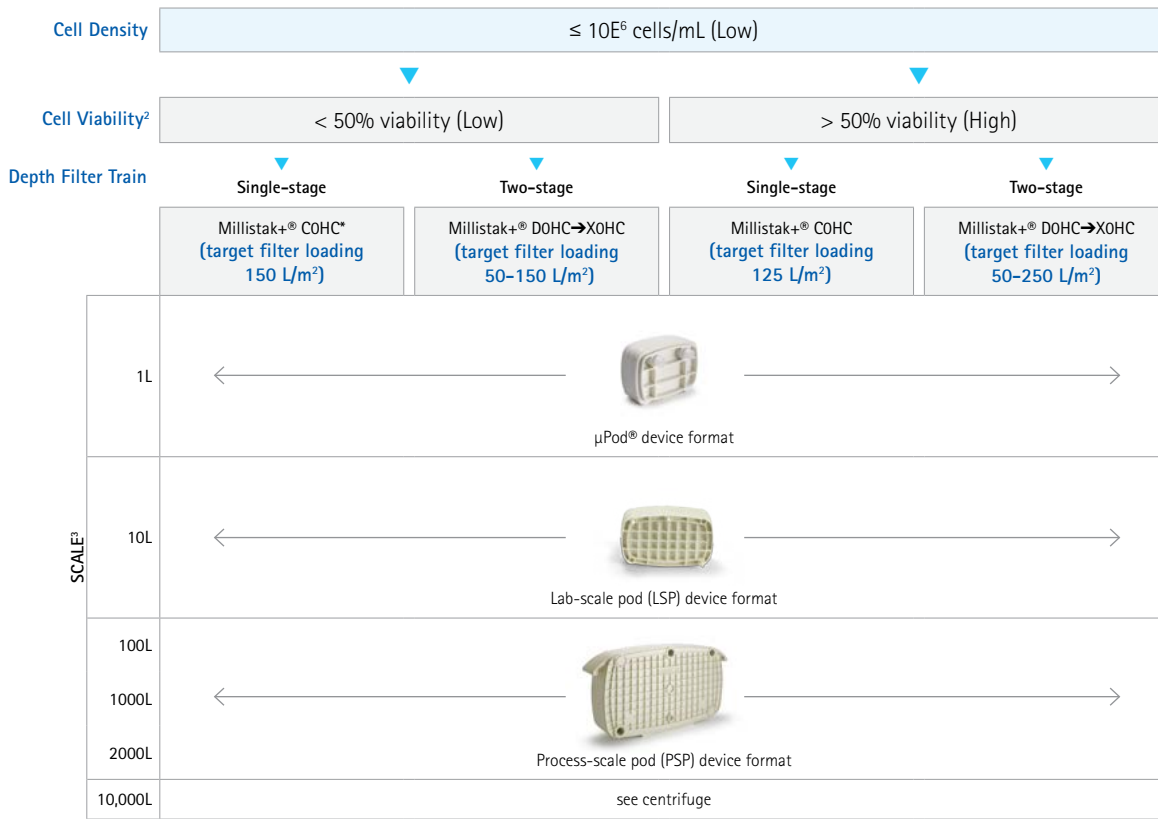 Cell Density
≤ 10E⁶ cells/mL (Low)
Cell Viability²
< 50% viability (Low)
> 50% viability (High)
Depth Filter Train
Single-stage
Two-stage
Single-stage
Two-stage
Millistak+® C0HC*
(target filter loading
150 L/m²)
Millistak+® D0HC➔X0HC
(target filter loading
50-150 L/m²)
Millistak+® C0HC
(target filter loading
125 L/m²)
Millistak+® D0HC➔X0HC
(target filter loading
50-250 L/m²)
SCALE³
1L
µPod® device format
10L
Lab-scale pod (LSP) device format
100L
1000L
2000L
Process-scale pod (PSP) device format
10,000L
see centrifuge